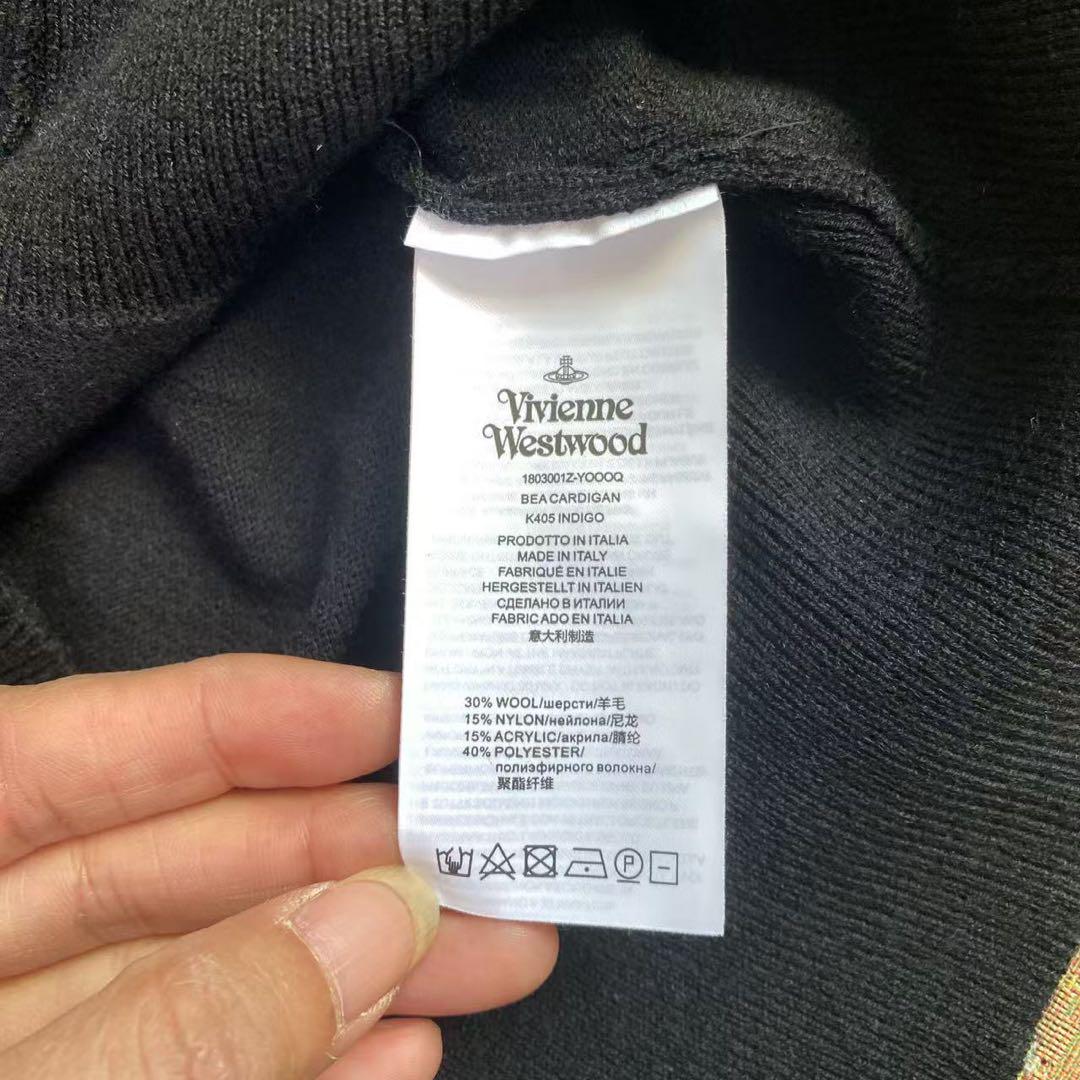 Vivienne
Westwood
1803001Z-YOOOQ
BEA CARDIGAN
K405 INDIGO
PRODOTTO IN ITALIA
MADE IN ITALY
FABRIQUÉ EN ITALIE
HERGESTELLT IN ITALIEN
СДЕЛАНО В ИТАЛИИ
FABRIC ADO EN ITALIA
意大利制造
30% WOOL/шерсти/羊毛
15% NYLON/нейлона/尼龙
15% ACRYLIC/акрила/腈纶
40% POLYESTER/
полиэфирного волокна/
聚酯纤维
P